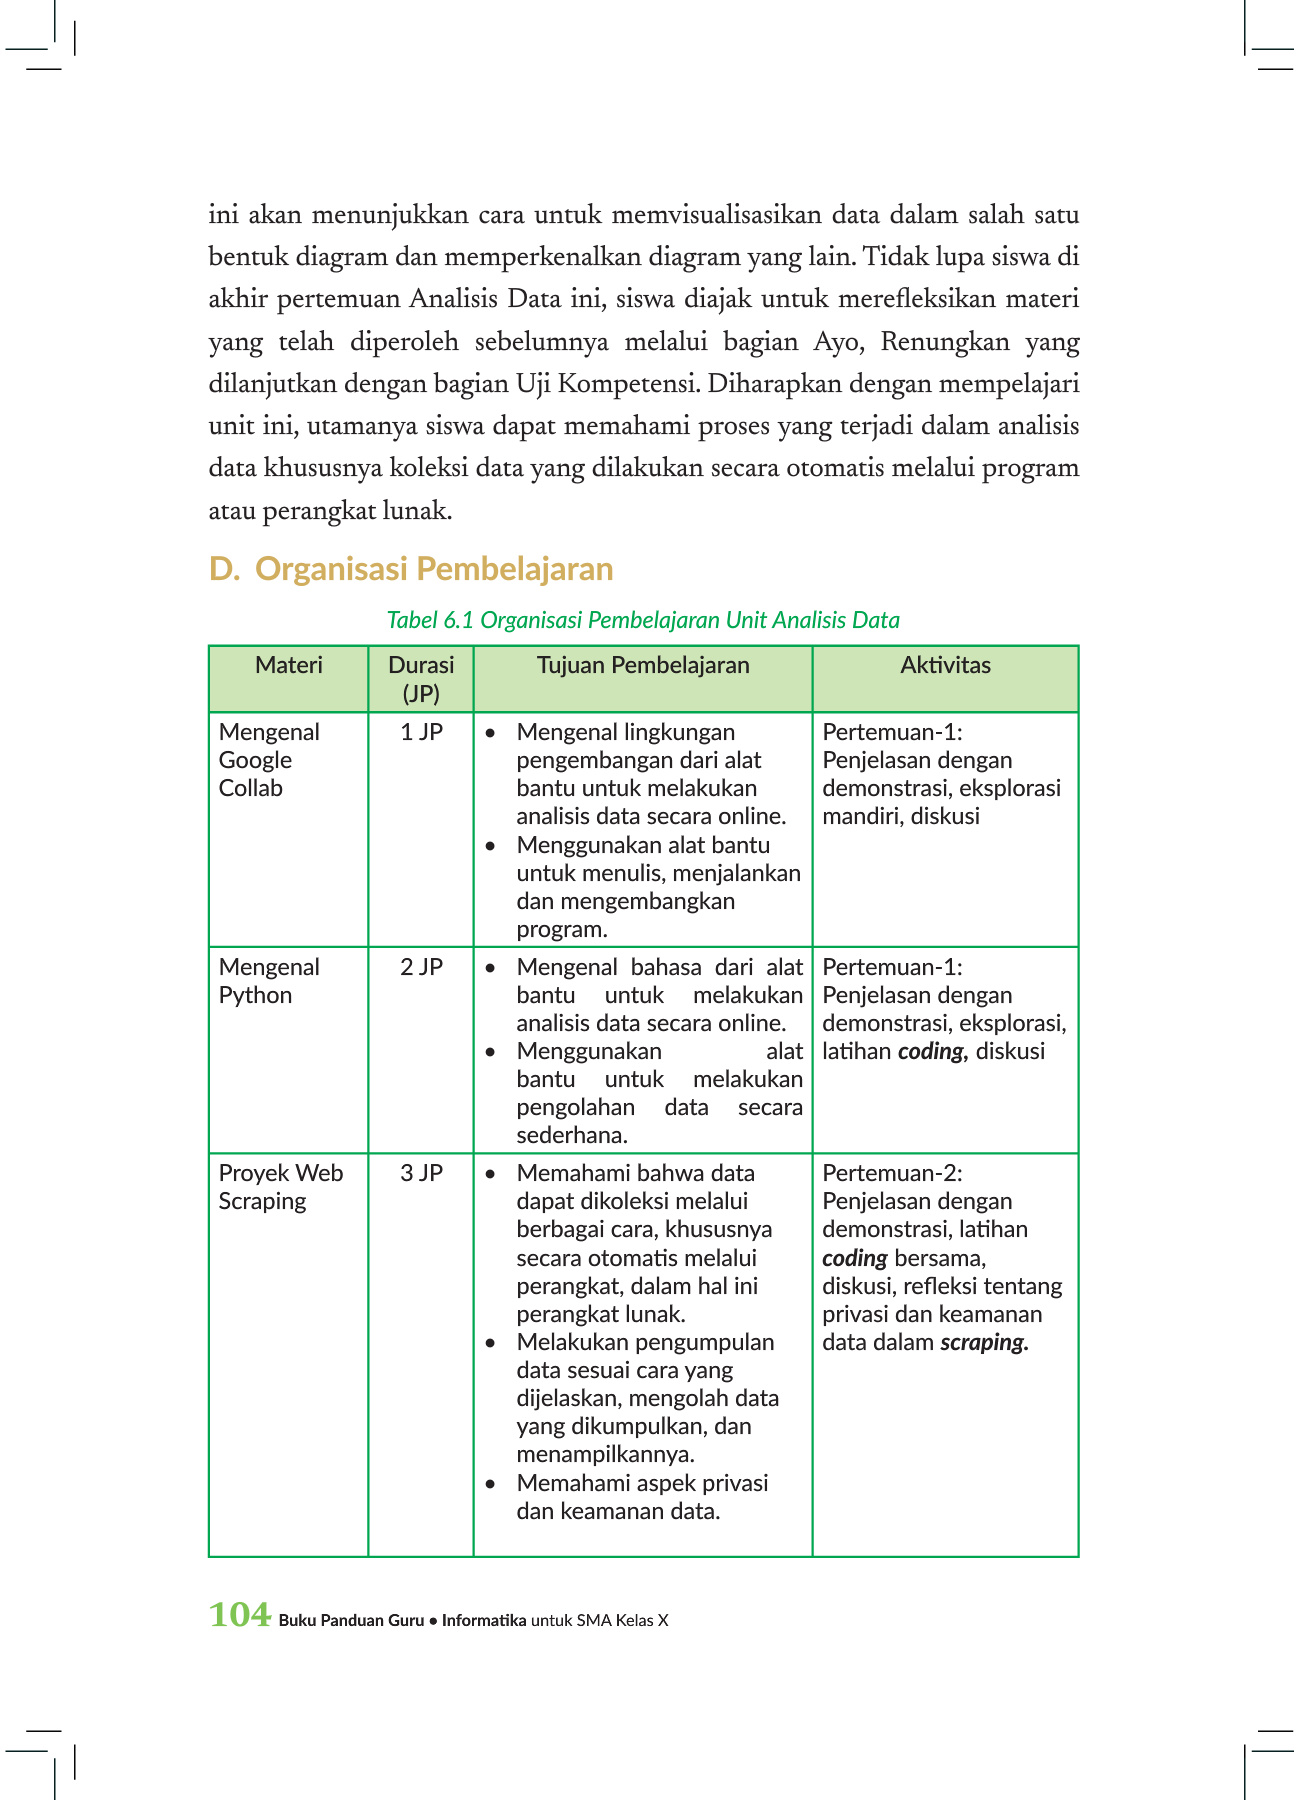 ini akan menunjukkan cara untuk memvisualisasikan data dalam salah satu
bentuk diagram dan memperkenalkan diagram yang lain. Tidak lupa siswa di
akhir pertemuan Analisis Data ini, siswa diajak untuk merefleksikan materi
yang telah diperoleh sebelumnya melalui bagian Ayo, Renungkan yang
dilanjutkan dengan bagian Uji Kompetensi. Diharapkan dengan mempelajari
unit ini, utamanya siswa dapat memahami proses yang terjadi dalam analisis
data khususnya koleksi data yang dilakukan secara otomatis melalui program
atau perangkat lunak.
D. Organisasi Pembelajaran
Tabel 6.1 Organisasi Pembelajaran Unit Analisis Data
Materi
Durasi
(JP)
Tujuan Pembelajaran
Aktivitas
Mengenal
Google
Collab
1 JP
• Mengenal lingkungan
pengembangan dari alat
bantu untuk melakukan
analisis data secara online.
• Menggunakan alat bantu
untuk menulis, menjalankan
dan mengembangkan
program.
Pertemuan-1:
Penjelasan dengan
demonstrasi, eksplorasi
mandiri, diskusi
Mengenal
Python
2 JP
• Mengenal bahasa dari alat
bantu untuk melakukan
analisis data secara online.
• Menggunakan alat
bantu untuk melakukan
pengolahan data secara
sederhana.
Pertemuan-1:
Penjelasan dengan
demonstrasi, eksplorasi,
latihan coding, diskusi
Proyek Web
Scraping
3 JP
• Memahami bahwa data
dapat dikoleksi melalui
berbagai cara, khususnya
secara otomatis melalui
perangkat, dalam hal ini
perangkat lunak.
• Melakukan pengumpulan
data sesuai cara yang
dijelaskan, mengolah data
yang dikumpulkan, dan
menampilkannya.
• Memahami aspek privasi
dan keamanan data.
Pertemuan-2:
Penjelasan dengan
demonstrasi, latihan
coding bersama,
diskusi, refleksi tentang
privasi dan keamanan
data dalam scraping.
104 Buku Panduan Guru • Informatika untuk SMA Kelas X